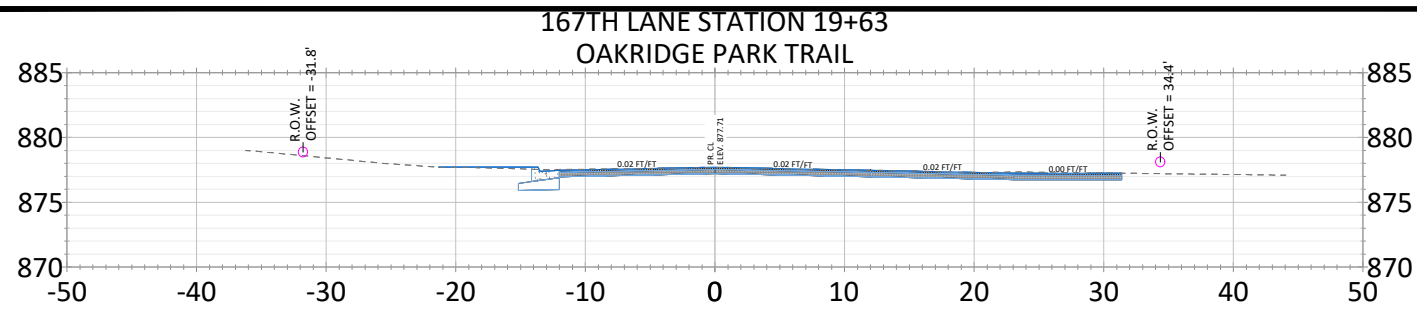 167TH LANE STATION 19+63
OAKRIDGE PARK TRAIL
R.O.W.
OFFSET = -31.8'
PR. CL
ELEV. 877.71
R.O.W.
OFFSET = 34.4'
885
885
880
880
0.02 FT/FT
0.02 FT/FT
0.02 FT/FT
0.00 FT/FT
875
875
870
870
-50
-40
-30
-20
-10
0
10
20
30
40
50